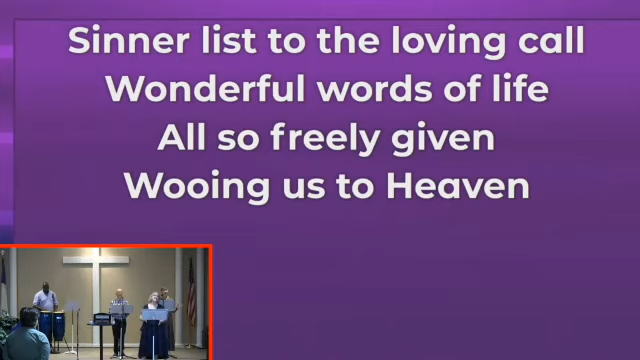 Sinner list to the loving call
Wonderful words of life
All so freely given
Wooing us to Heaven